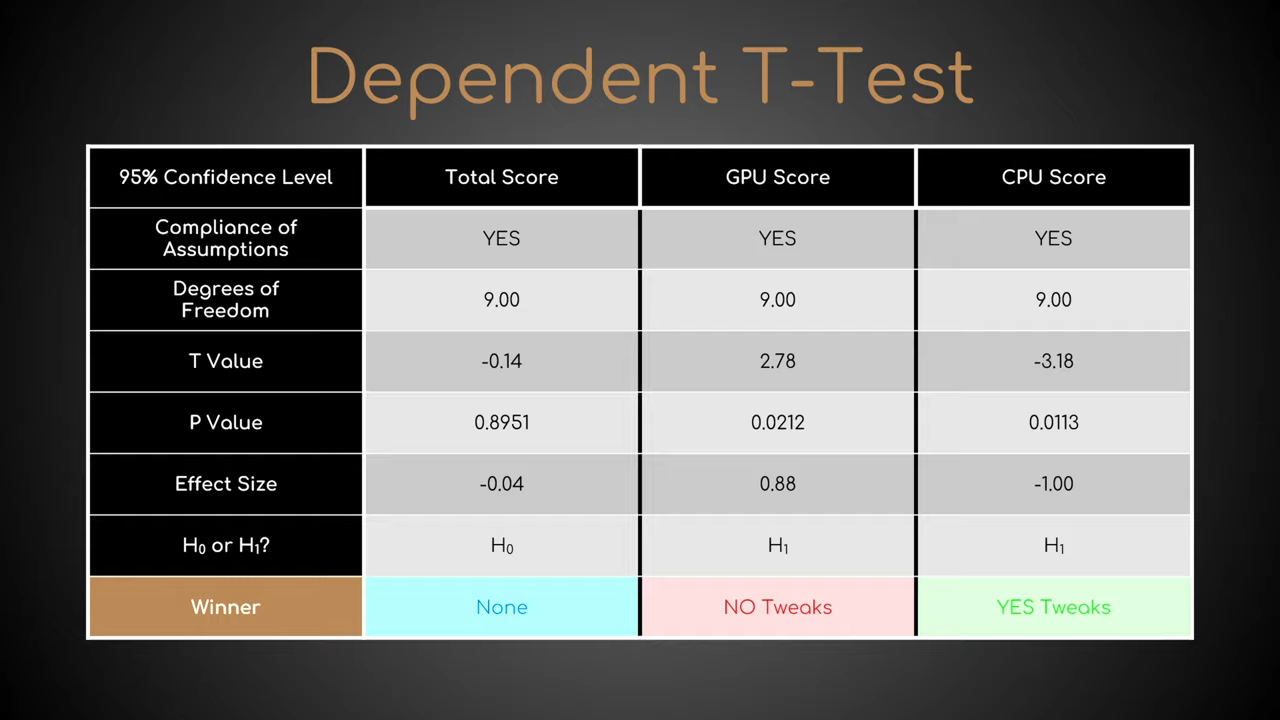 Dependent T-Test
95% Confidence Level Total Score GPU Score CPU Score
Compliance of
Assumptions YES YES YES
Degrees of
Freedom 9.00 9.00 9.00
T Value -0.14 2.78 -3.18
P Value 0.8951 0.0212 0.0113
Effect Size -0.04 0.88 -1.00
H₀ or H₁? H₀ H₁ H₁
Winner None NO Tweaks YES Tweaks